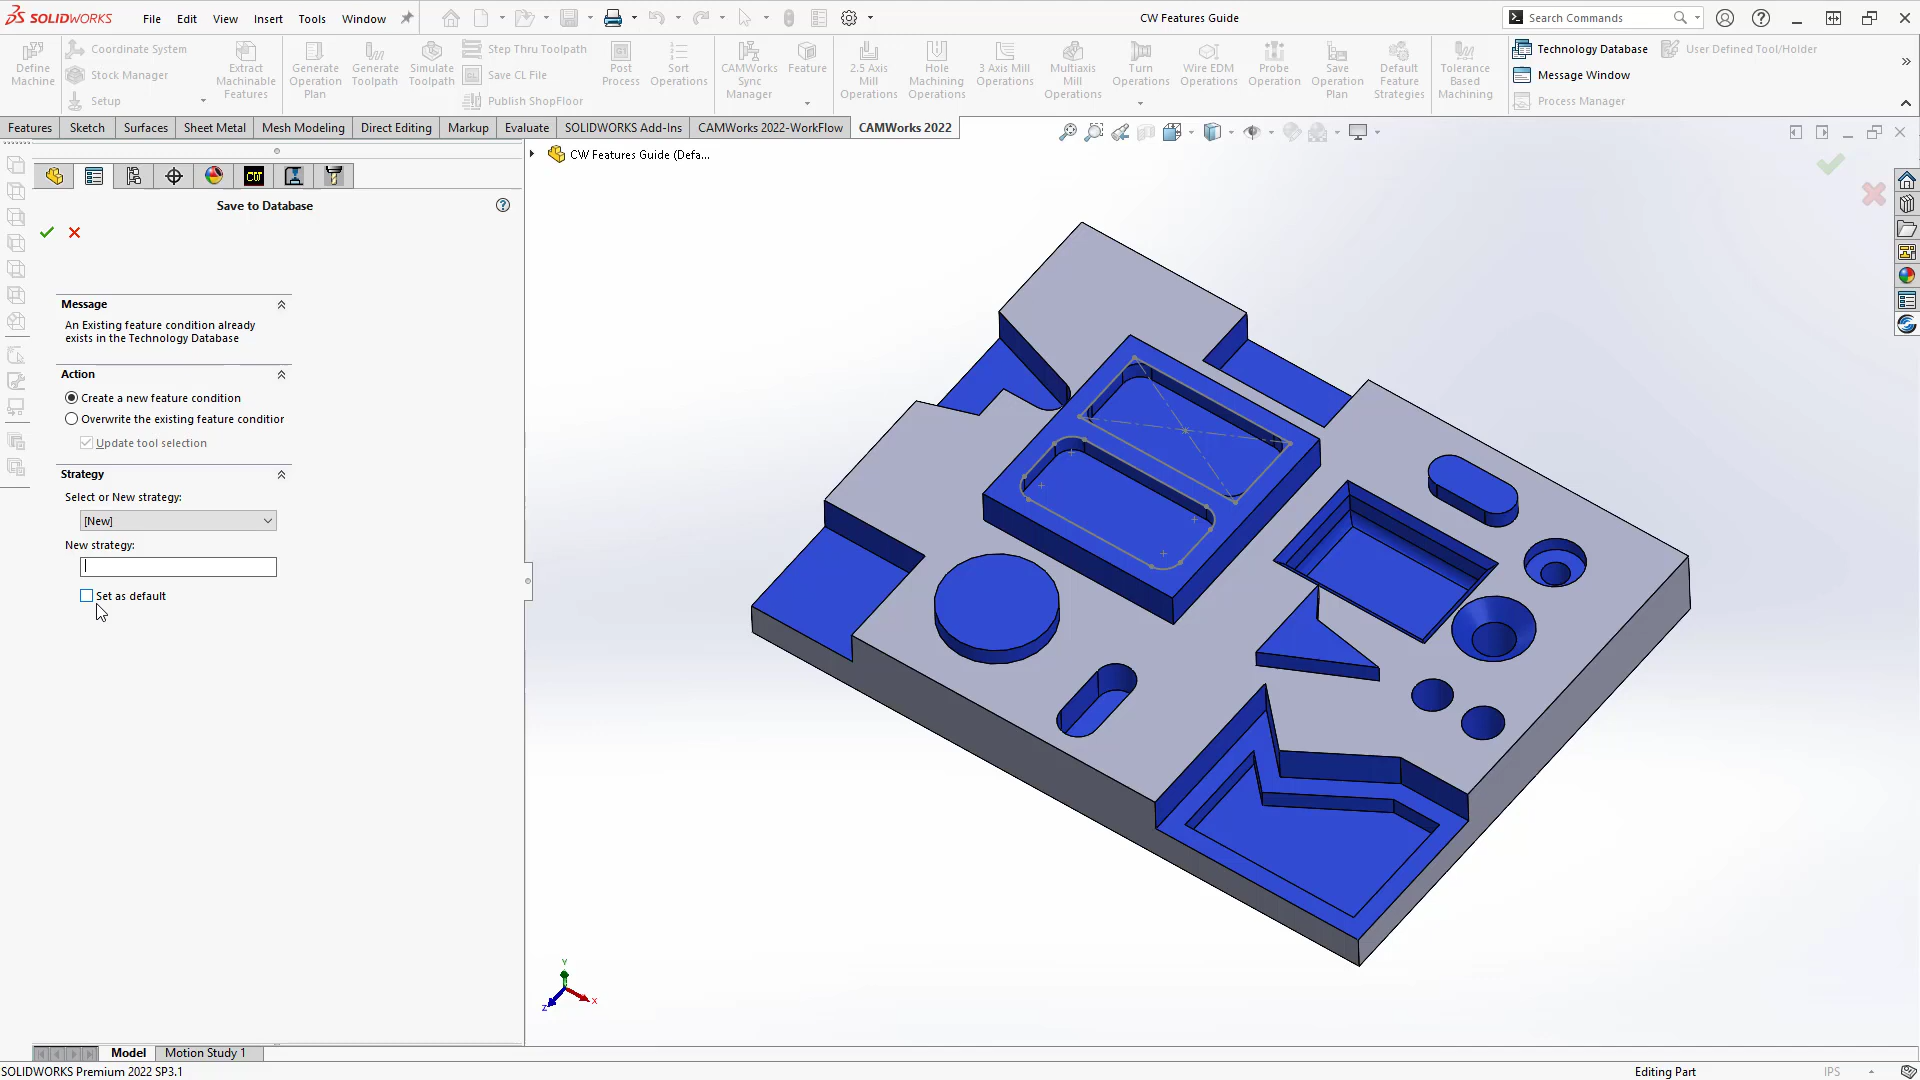 SOLIDWORKS
File
Edit
View
Insert
Tools
Window
CW Features Guide
Search Commands
Define
Machine
Coordinate System
Stock Manager
Setup
Extract
Machinable
Features
Generate
Operation
Plan
Generate
Toolpath
Simulate
Toolpath
Step Thru Toolpath
Save CL File
Publish ShopFloor
Post
Process
Sort
Operations
CAMWorks
Sync
Manager
Feature
2.5 Axis
Mill
Operations
Hole
Machining
Operations
3 Axis Mill
Operations
Multiaxis
Mill
Operations
Turn
Operations
Wire EDM
Operations
Probe
Operation
Save
Operation
Plan
Default
Feature
Strategies
Tolerance
Based
Machining
Technology Database
Message Window
Process Manager
User Defined Tool/Holder
Features
Sketch
Surfaces
Sheet Metal
Mesh Modeling
Direct Editing
Markup
Evaluate
SOLIDWORKS Add-Ins
CAMWorks 2022-WorkFlow
CAMWorks 2022
CW Features Guide (Defa...
CW
Save to Database
Message
An Existing feature condition already
exists in the Technology Database
Action
Create a new feature condition
Overwrite the existing feature conditior
Update tool selection
Strategy
Select or New strategy:
[New]
New strategy:
Set as default
Y
X
Z
Model
Motion Study 1
SOLIDWORKS Premium 2022 SP3.1
Editing Part
IPS